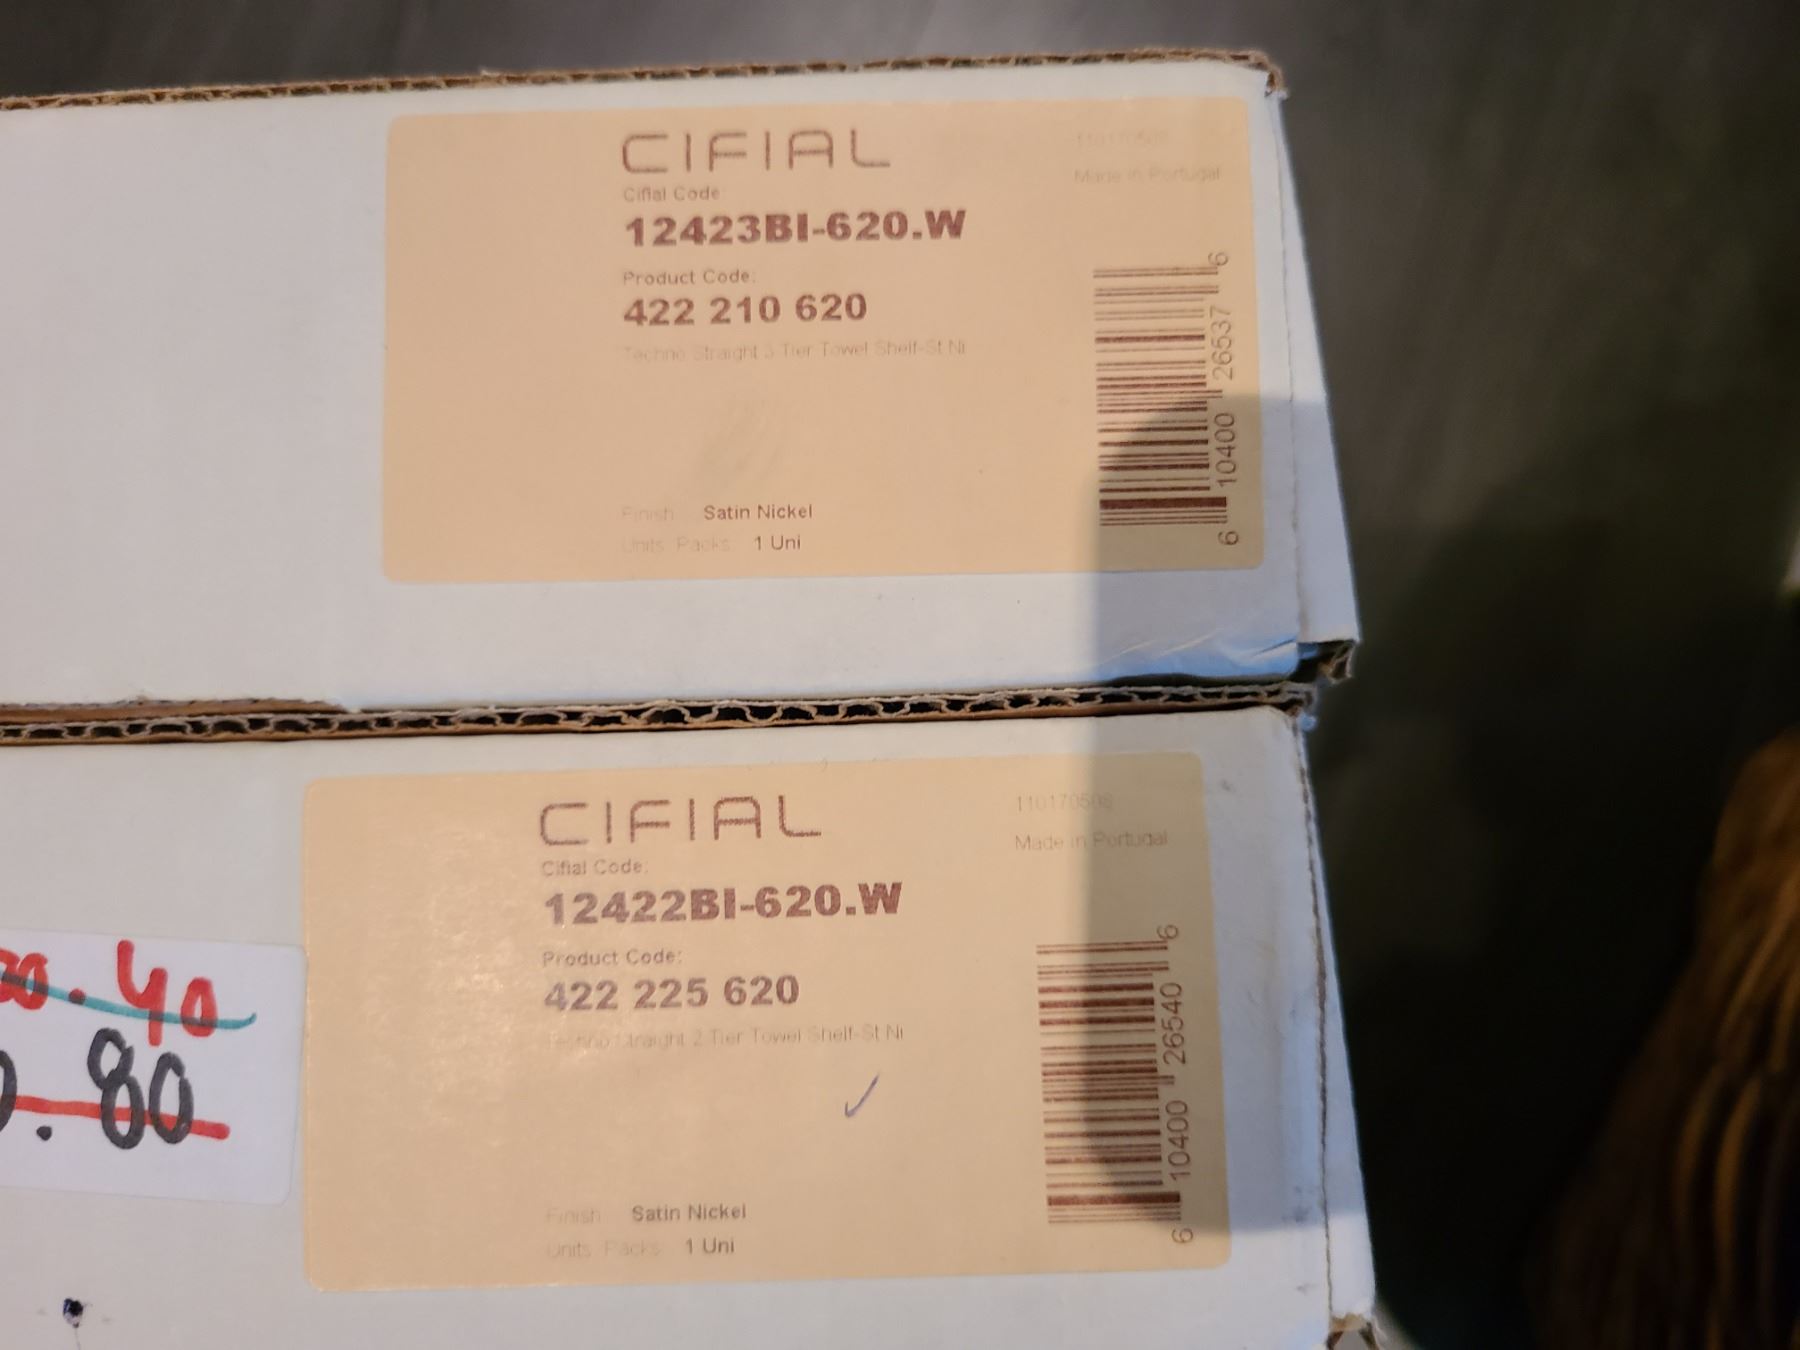 CIFIAL
Cifial Code:
12423BI-620.W
Product Code:
422 210 620
Techno Straight 3 Tier Towel Shelf-St Ni
Finish Satin Nickel
Units Packs 1 Uni
Made in Portugal
6 10400 26537 6
CIFIAL
Cifial Code:
12422BI-620.W
Product Code:
422 225 620
Techno Straight 2 Tier Towel Shelf-St Ni
Finish Satin Nickel
Units Packs 1 Uni
110170508
Made in Portugal
6 10400 26540 6
.40
.80